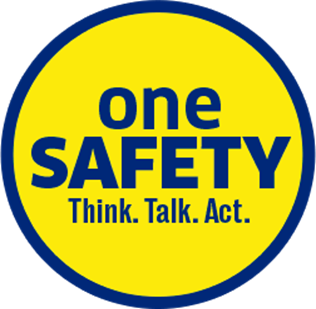 one
SAFETY
Think. Talk. Act.